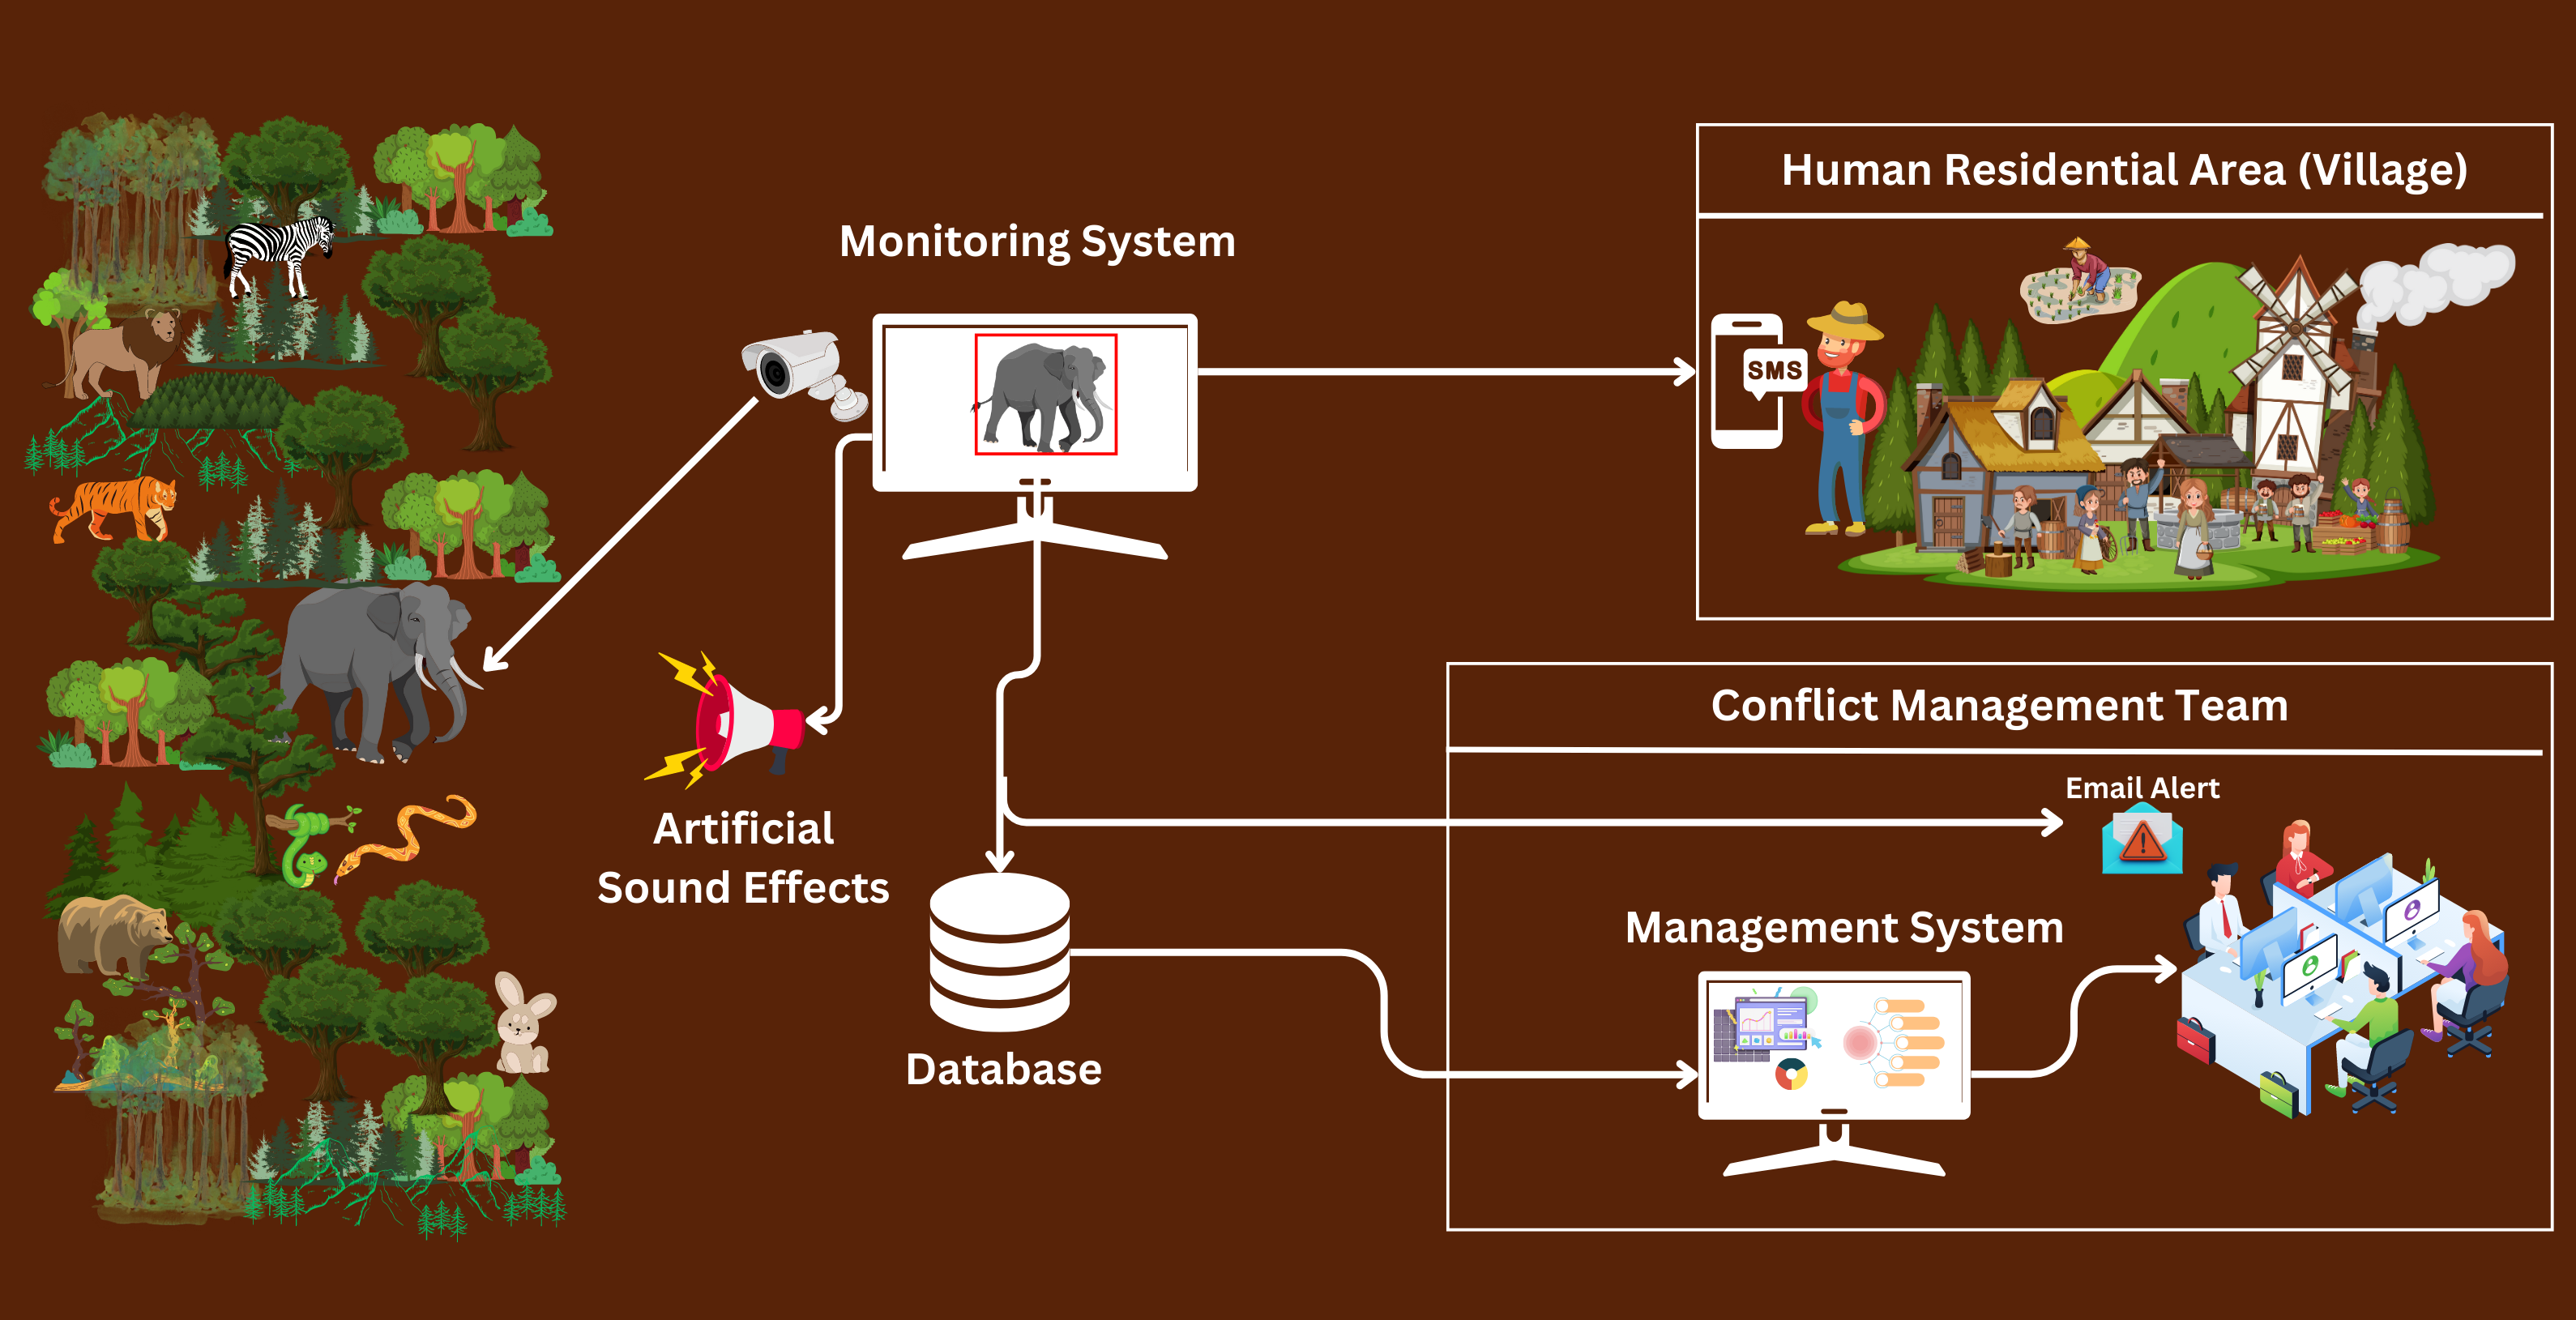 Human Residential Area (Village)
Monitoring System
SMS
Conflict Management Team
Email Alert
Artificial
Sound Effects
Management System
Database